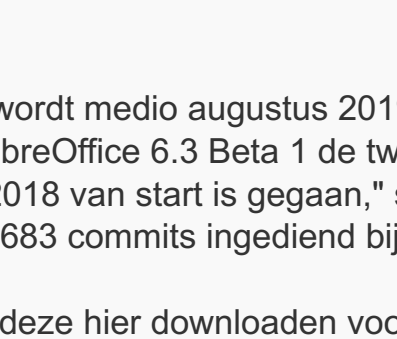 wordt medio augustus 201
breOffice 6.3 Beta 1 de tw
2018 van start is gegaan,"
683 commits ingediend bij
deze hier downloaden voo